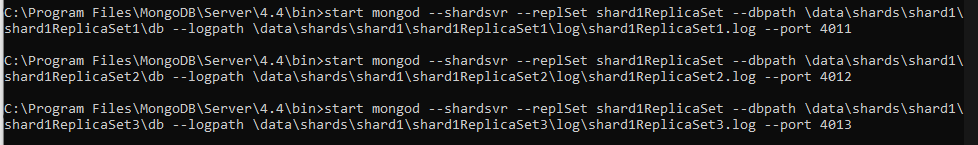 C:\Program Files\MongoDB\Server\4.4\bin>start mongod --shardsvr --replSet shard1ReplicaSet --dbpath \data\shards\shard1\
shard1ReplicaSet1\db --logpath \data\shards\shard1\shard1ReplicaSet1\log\shard1ReplicaSet1.log --port 4011
C:\Program Files\MongoDB\Server\4.4\bin>start mongod --shardsvr --replSet shard1ReplicaSet --dbpath \data\shards\shard1\
shard1ReplicaSet2\db --logpath \data\shards\shard1\shard1ReplicaSet2\log\shard1ReplicaSet2.log --port 4012
C:\Program Files\MongoDB\Server\4.4\bin>start mongod --shardsvr --replSet shard1ReplicaSet --dbpath \data\shards\shard1\
shard1ReplicaSet3\db --logpath \data\shards\shard1\shard1ReplicaSet3\log\shard1ReplicaSet3.log --port 4013